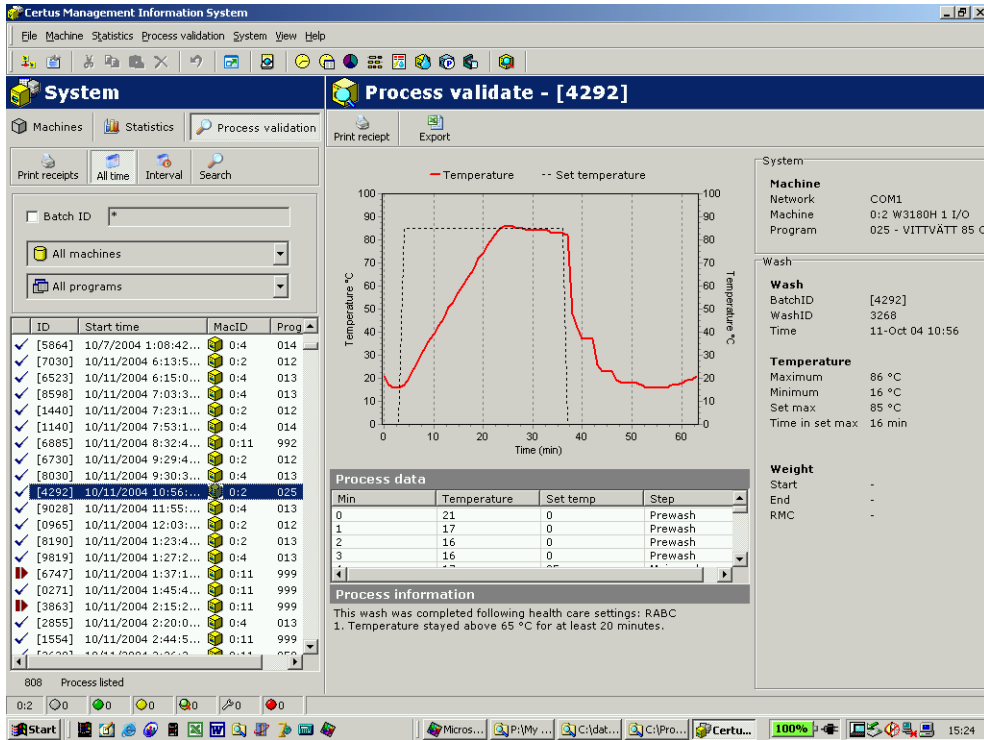 Certus Management Information System
File Machine Statistics Process validation System View Help
System
Machines Statistics Process validation
Print receipts All time Interval Search
Batch ID *
All machines
All programs
ID Start time MacID Prog
[5864] 10/7/2004 1:08:42... 0:4 014
[7030] 10/11/2004 6:13:5... 0:2 012
[6523] 10/11/2004 6:15:0... 0:4 013
[8598] 10/11/2004 7:03:3... 0:4 013
[1440] 10/11/2004 7:23:1... 0:2 012
[1140] 10/11/2004 7:53:1... 0:4 014
[6885] 10/11/2004 8:32:4... 0:11 992
[6730] 10/11/2004 9:29:4... 0:2 012
[8030] 10/11/2004 9:30:3... 0:4 013
[4292] 10/11/2004 10:56:... 0:2 025
[9028] 10/11/2004 11:55:... 0:4 013
[0965] 10/11/2004 12:03:... 0:2 012
[8190] 10/11/2004 1:23:4... 0:2 013
[9819] 10/11/2004 1:27:2... 0:4 013
[6747] 10/11/2004 1:37:1... 0:11 999
[0271] 10/11/2004 1:45:4... 0:11 999
[3863] 10/11/2004 2:15:2... 0:11 999
[2855] 10/11/2004 2:20:0... 0:4 013
[1554] 10/11/2004 2:44:5... 0:11 999
808 Process listed
Process validate - [4292]
Print reciept Export
Temperature Set temperature
100 100
90 90
80 80
70 70
60 60
50 50
40 40
30 30
20 20
10 10
0 0
Temperature °C
Temperature °C
0 10 20 30 40 50 60
Time (min)
Process data
Min Temperature Set temp Step
0 21 0 Prewash
1 17 0 Prewash
2 16 0 Prewash
3 16 0 Prewash
Process information
This wash was completed following health care settings: RABC
1. Temperature stayed above 65 °C for at least 20 minutes.
System
Machine
Network COM1
Machine 0:2 W3180H 1 I/O
Program 025 - VITTVÄTT 85 C
Wash
Wash
BatchID [4292]
WashID 3268
Time 11-Oct 04 10:56
Temperature
Maximum 86 °C
Minimum 16 °C
Set max 85 °C
Time in set max 16 min
Weight
Start -
End -
RMC -
0:2 0 0 0 0 0 0
Start Micros... P:\My ... C:\dat... C:\Pro... Certu... 100% 15:24